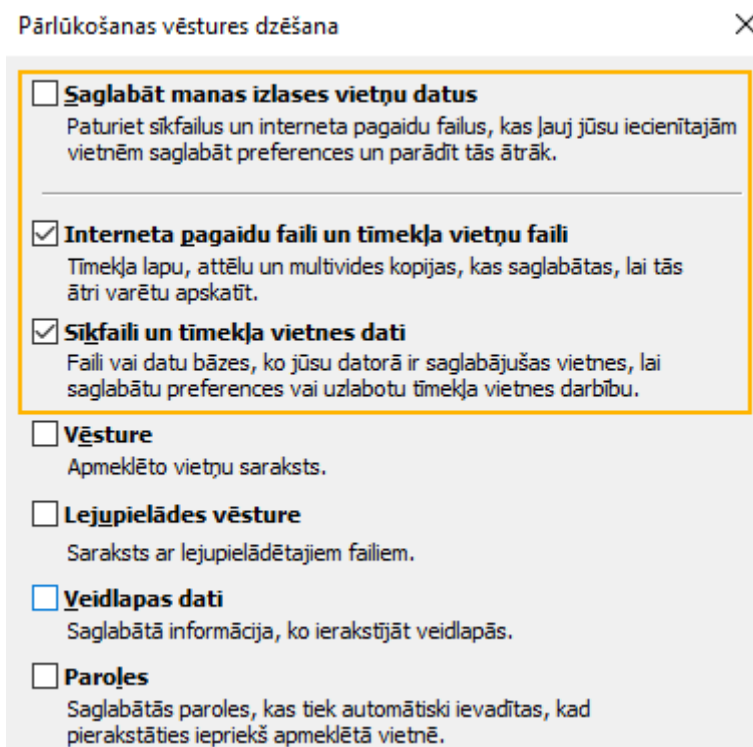 Pārlūkošanas vēstures dzēšana
Saglabāt manas izlases vietņu datus
Paturiet sīkfailus un interneta pagaidu failus, kas ļauj jūsu iecienītajām
vietnēm saglabāt preferences un parādīt tās ātrāk.
Interneta pagaidu faili un tīmekļa vietņu faili
Tīmekļa lapu, attēlu un multivides kopijas, kas saglabātas, lai tās
ātri varētu apskatīt.
Sīkfaili un tīmekļa vietnes dati
Faili vai datu bāzes, ko jūsu datorā ir saglabājušas vietnes, lai
saglabātu preferences vai uzlabotu tīmekļa vietnes darbību.
Vēsture
Apmeklēto vietņu saraksts.
Lejupielādes vēsture
Saraksts ar lejupielādētajiem failiem.
Veidlapas dati
Saglabātā informācija, ko ierakstījāt veidlapās.
Paroles
Saglabātās paroles, kas tiek automātiski ievadītas, kad
pierakstāties iepriekš apmeklētā vietnē.